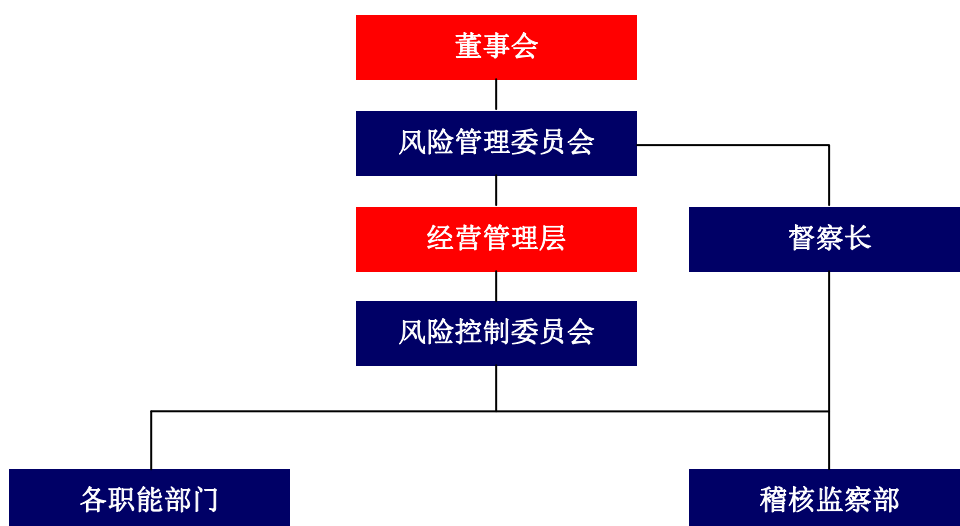 董事会
风险管理委员会
经营管理层
督察长
风险控制委员会
各职能部门
稽核监察部